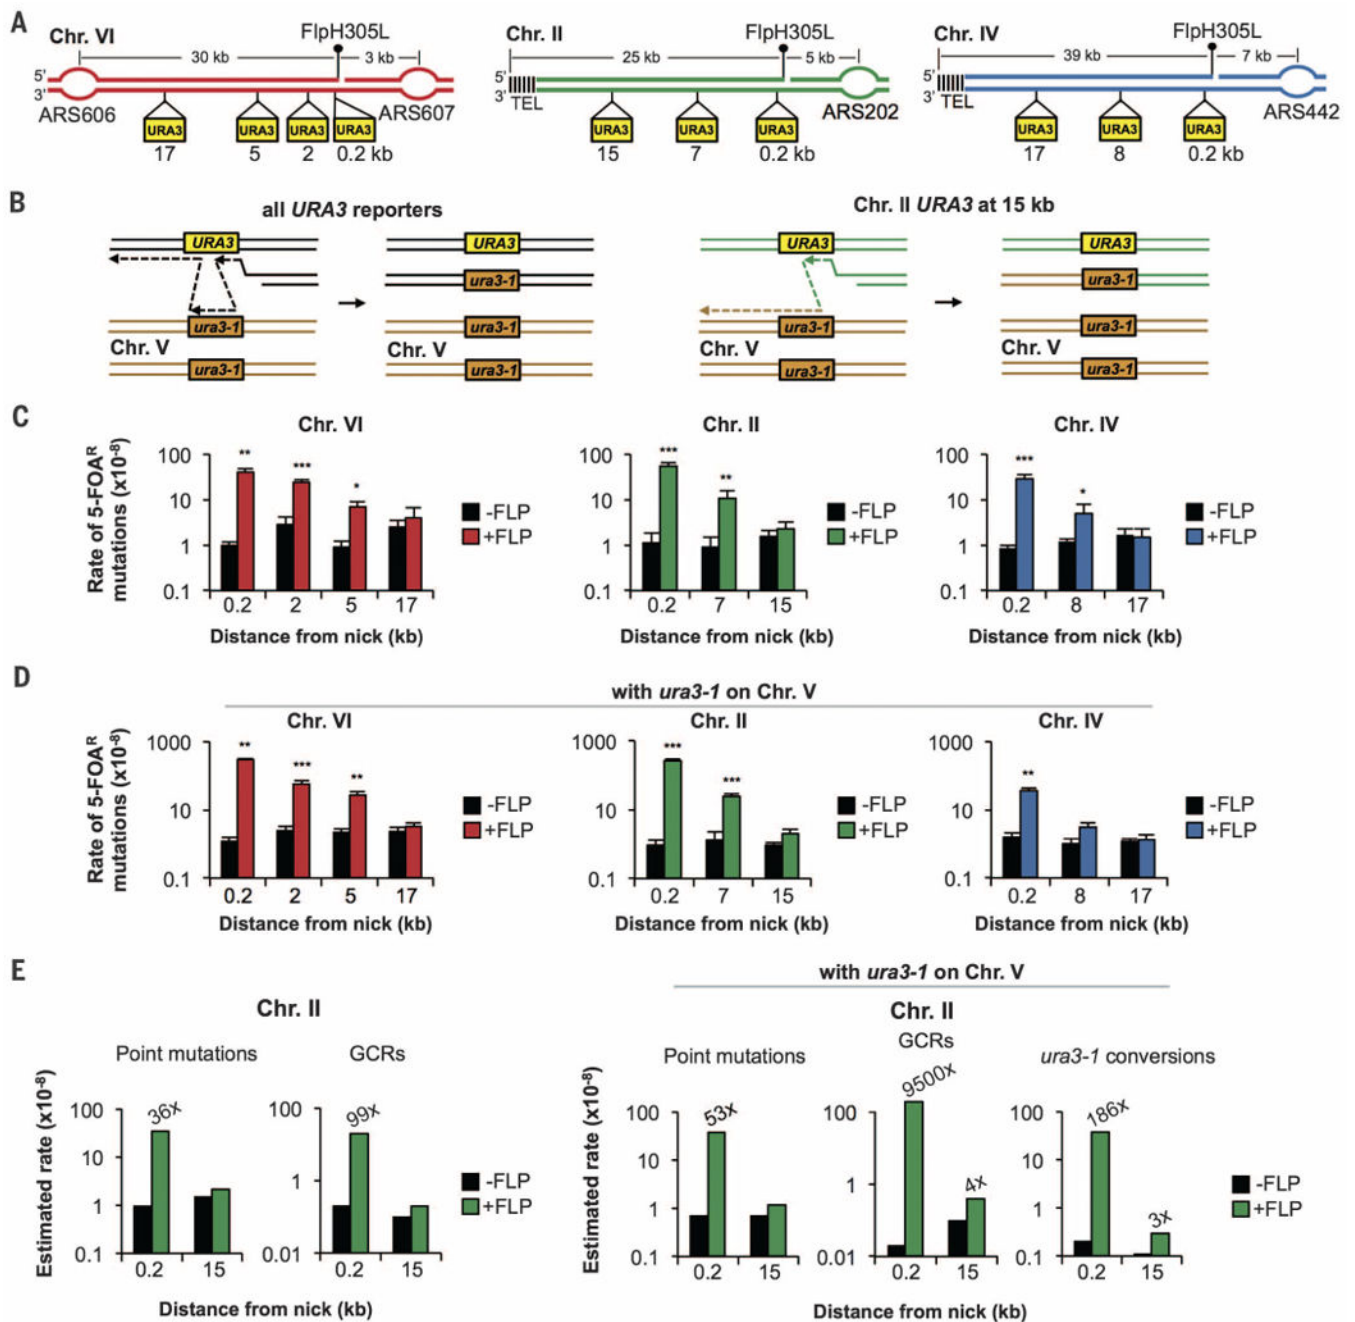 A
Chr. VI
FlpH305L
30 kb
3 kb
5'
3'
ARS606
ARS607
URA3
URA3
URA3
URA3
17
5
2
0.2 kb
Chr. II
FlpH305L
25 kb
5 kb
5'
3'
TEL
ARS202
URA3
URA3
URA3
15
7
0.2 kb
Chr. IV
FlpH305L
39 kb
7 kb
5'
3'
TEL
ARS442
URA3
URA3
URA3
17
8
0.2 kb
B
all URA3 reporters
URA3
ura3-1
Chr. V
ura3-1
URA3
ura3-1
ura3-1
Chr. V
ura3-1
Chr. II URA3 at 15 kb
URA3
ura3-1
Chr. V
ura3-1
URA3
ura3-1
ura3-1
Chr. V
ura3-1
C
Rate of 5-FOAᴿ
mutations (x10⁻⁸)
Chr. VI
100
**
***
*
10
1
0.1
-FLP
+FLP
0.2 2 5 17
Distance from nick (kb)
Chr. II
100
***
**
10
1
0.1
-FLP
+FLP
0.2 7 15
Distance from nick (kb)
Chr. IV
100
***
*
10
1
0.1
-FLP
+FLP
0.2 8 17
Distance from nick (kb)
D
with ura3-1 on Chr. V
Rate of 5-FOAᴿ
mutations (x10⁻⁸)
Chr. VI
1000
**
***
**
10
0.1
-FLP
+FLP
0.2 2 5 17
Distance from nick (kb)
Chr. II
1000
***
***
10
0.1
-FLP
+FLP
0.2 7 15
Distance from nick (kb)
Chr. IV
1000
**
10
0.1
-FLP
+FLP
0.2 8 17
Distance from nick (kb)
E
Chr. II
Estimated rate (x10⁻⁸)
Point mutations
100
36x
10
1
0.1
0.2 15
GCRs
100
99x
1
0.01
0.2 15
-FLP
+FLP
Distance from nick (kb)
with ura3-1 on Chr. V
Chr. II
Estimated rate (x10⁻⁸)
Point mutations
100
53x
10
1
0.1
0.2 15
GCRs
9500x
100
1
4x
0.01
0.2 15
ura3-1 conversions
100
186x
10
1
3x
0.1
0.2 15
-FLP
+FLP
Distance from nick (kb)